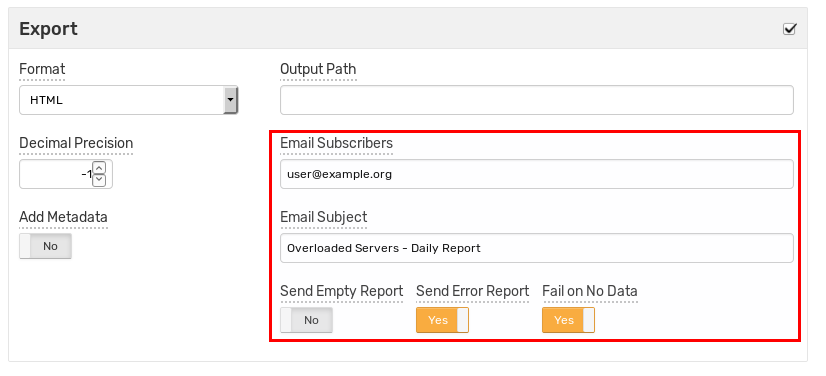 Export
Format
Output Path
HTML
Decimal Precision
Email Subscribers
-1
user@example.org
Add Metadata
Email Subject
No
Overloaded Servers - Daily Report
Send Empty Report
Send Error Report
Fail on No Data
No
Yes
Yes